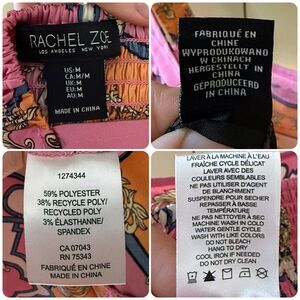 RACHEL ZOE
LOS ANGELES NEW YORK
US:M
CA:M/M
UK:M
EU:M
AU:M
MADE IN CHINA
FABRIQUÉ EN
CHINE
WYPRODUKOWANO
W CHINACH
HERGESTELLT IN
CHINA
GEPRODUCEERD
IN CHINA
1274344
59% POLYESTER
38% RECYCLE POLY/
RECYCLED POLY
3% ÉLASTHANNE/
SPANDEX
CA 07043
RN 75343
FABRIQUÉ EN CHINE/
MADE IN CHINA
LAVER À LA MACHINE À L'EAU
FRAÎCHE CYCLE DÉLICAT
LAVER AVEC DES
COULEURS SEMBLABLES
NE PAS UTILISER D'AGENT
DE BLANCHIMENT
SUSPENDRE POUR SECHER
REPASSER À BASSE
TEMPÉRATURE
NE PAS NETTOYER À SEC
MACHINE WASH IN COLD
WATER GENTLE CYCLE
WASH WITH LIKE COLORS
DO NOT BLEACH
HANG TO DRY
COOL IRON IF NEEDED
DO NOT DRY CLEAN